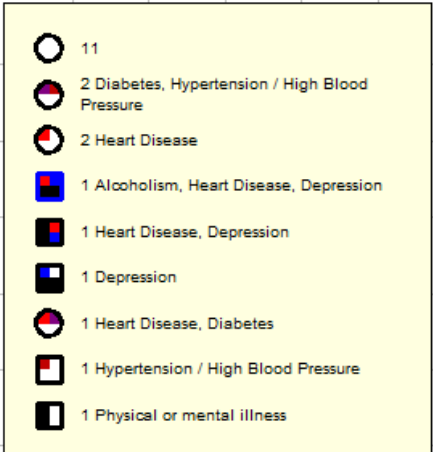 11
2 Diabetes, Hypertension / High Blood
Pressure
2 Heart Disease
1 Alcoholism, Heart Disease, Depression
1 Heart Disease, Depression
1 Depression
1 Heart Disease, Diabetes
1 Hypertension / High Blood Pressure
1 Physical or mental illness